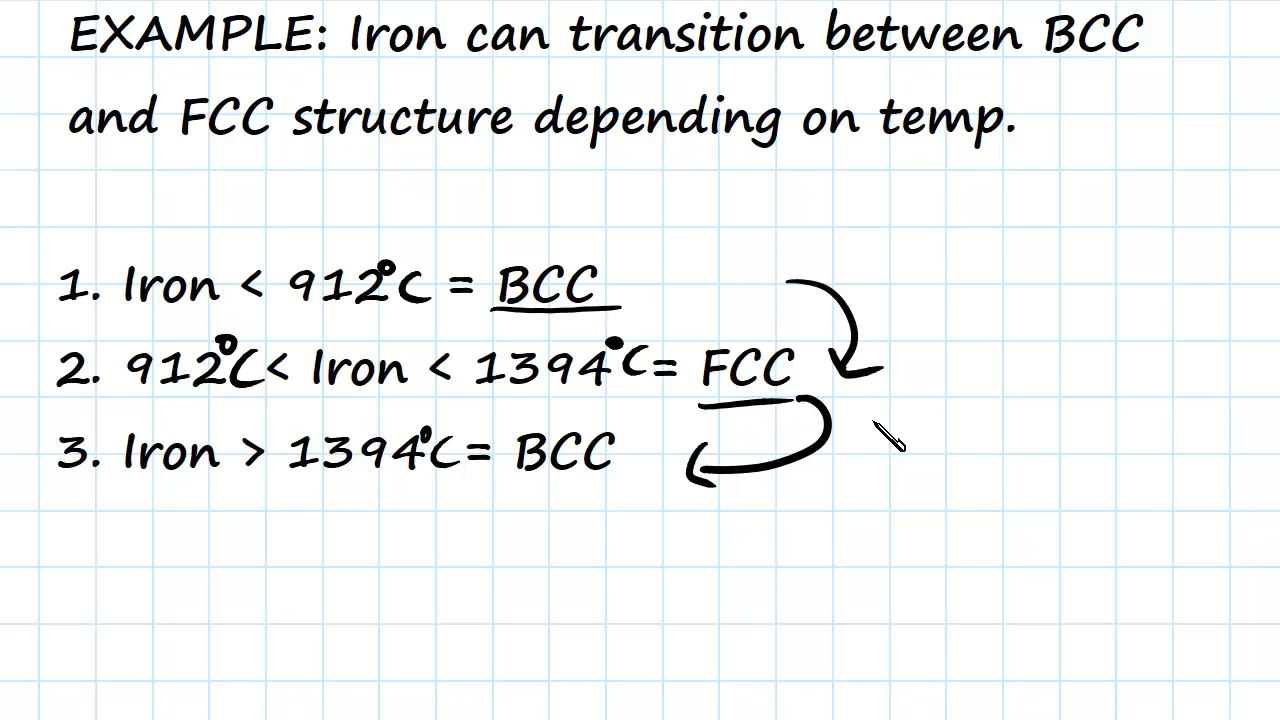 EXAMPLE: Iron can transition between BCC
and FCC structure depending on temp.
1. Iron < 912°C = BCC
2. 912°C< Iron < 1394°C= FCC
3. Iron > 1394°C= BCC